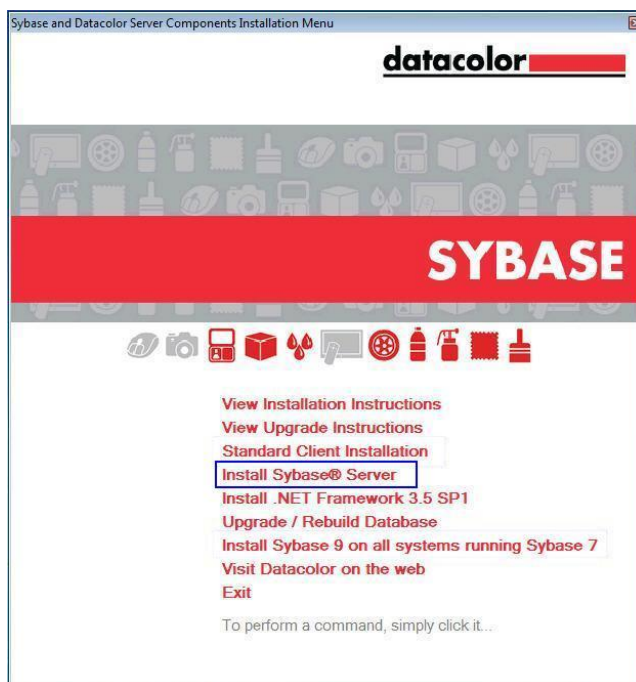 Sybase and Datacolor Server Components Installation Menu
datacolor
SYBASE
View Installation Instructions
View Upgrade Instructions
Standard Client Installation
Install Sybase® Server
Install .NET Framework 3.5 SP1
Upgrade / Rebuild Database
Install Sybase 9 on all systems running Sybase 7
Visit Datacolor on the web
Exit
To perform a command, simply click it...